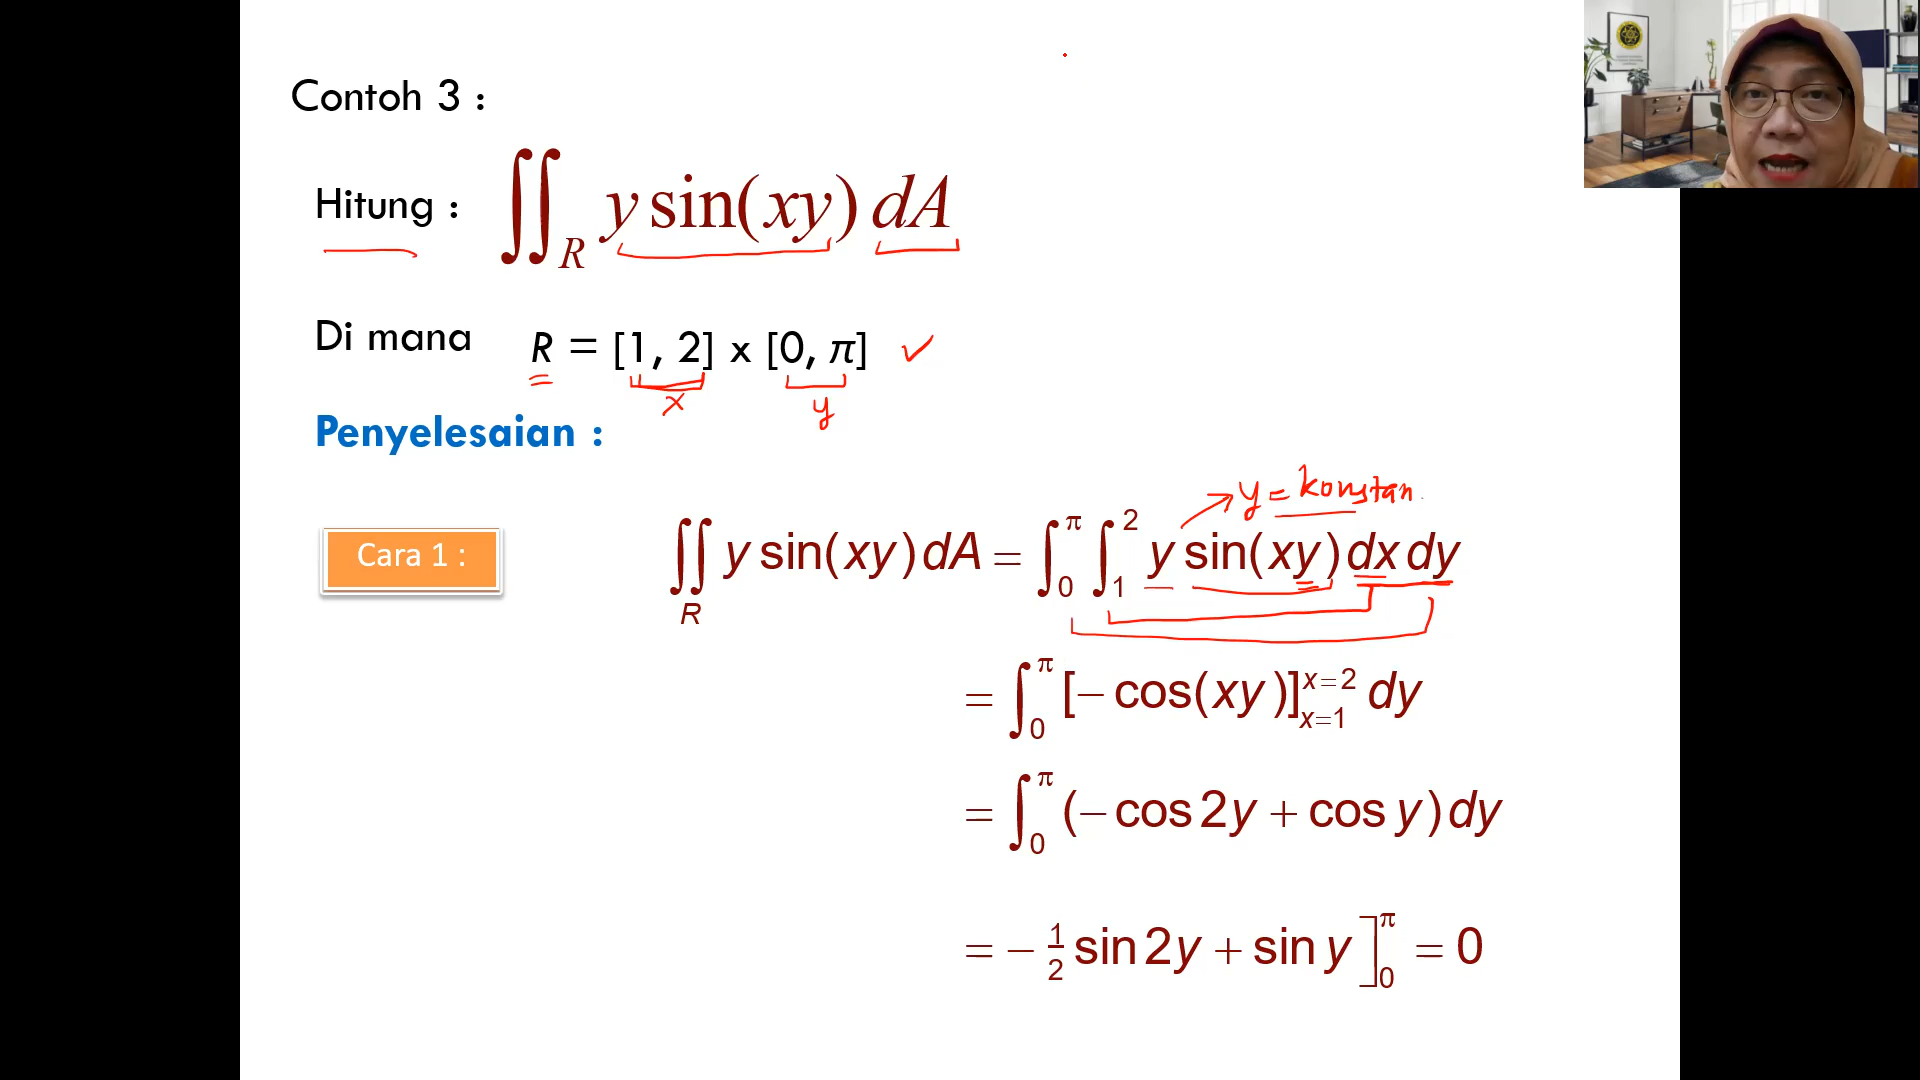 Contoh 3 :
Hitung : ∬_R y sin(xy) dA
Di mana R = [1, 2] x [0, π] ✓
x y
Penyelesaian :
y = konstan
Cara 1 : ∬_R y sin(xy) dA = ∫_0^π ∫_1^2 y sin(xy) dx dy
= ∫_0^π [− cos(xy)]_{x=1}^{x=2} dy
= ∫_0^π (− cos 2y + cos y) dy
= − 1/2 sin 2y + sin y ]_0^π = 0